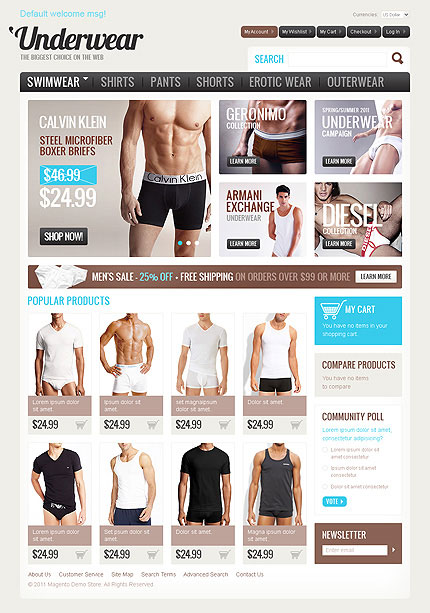 Default welcome msg!
Currencies: US Dollar
Underwear
THE BIGGEST CHOICE ON THE WEB
My Account
My Wishlist
My Cart
Checkout
Log In
SEARCH
SWIMWEAR
SHIRTS
PANTS
SHORTS
EROTIC WEAR
OUTERWEAR
CALVIN KLEIN
STEEL MICROFIBER
BOXER BRIEFS
$46.99
$24.99
SHOP NOW!
Calvin Klein
GERONIMO
COLLECTION
LEARN MORE
SPRING/SUMMER 2011
UNDERWEAR
CAMPAIGN
LEARN MORE
ARMANI
EXCHANGE
UNDERWEAR
LEARN MORE
DIESEL
COLLECTION
LEARN MORE
MEN'S SALE - 25% OFF • FREE SHIPPING ON ORDERS OVER $99 OR MORE
LEARN MORE
POPULAR PRODUCTS
Lorem ipsum dolor
sit amet.
$24.99
Dolor sit amet.
$24.99
set magnaipsum
dolor sit amet.
$24.99
Dolor sit amet.
$24.99
Lorem ipsum dolor
sit amet.
$24.99
Set ipsum dolor sit
amet.
$24.99
Dolor sit amet.
$24.99
Magna ipsum dolor
sit amet.
$24.99
MY CART
You have no items in your
shopping cart.
COMPARE PRODUCTS
You have no items
to compare
COMMUNITY POLL
Lorem ipsum dolor sit amet,
consectetur adipisicing?
Lorem ipsum dolor sit
amet consectetur
Ipsum dolor sit amet
consectetur.
Dolor sit amet consectetur
VOTE
NEWSLETTER
Enter email
About Us
Customer Service
Site Map
Search Terms
Advanced Search
Contact Us
© 2011 Magento Demo Store. All Rights Reserved.